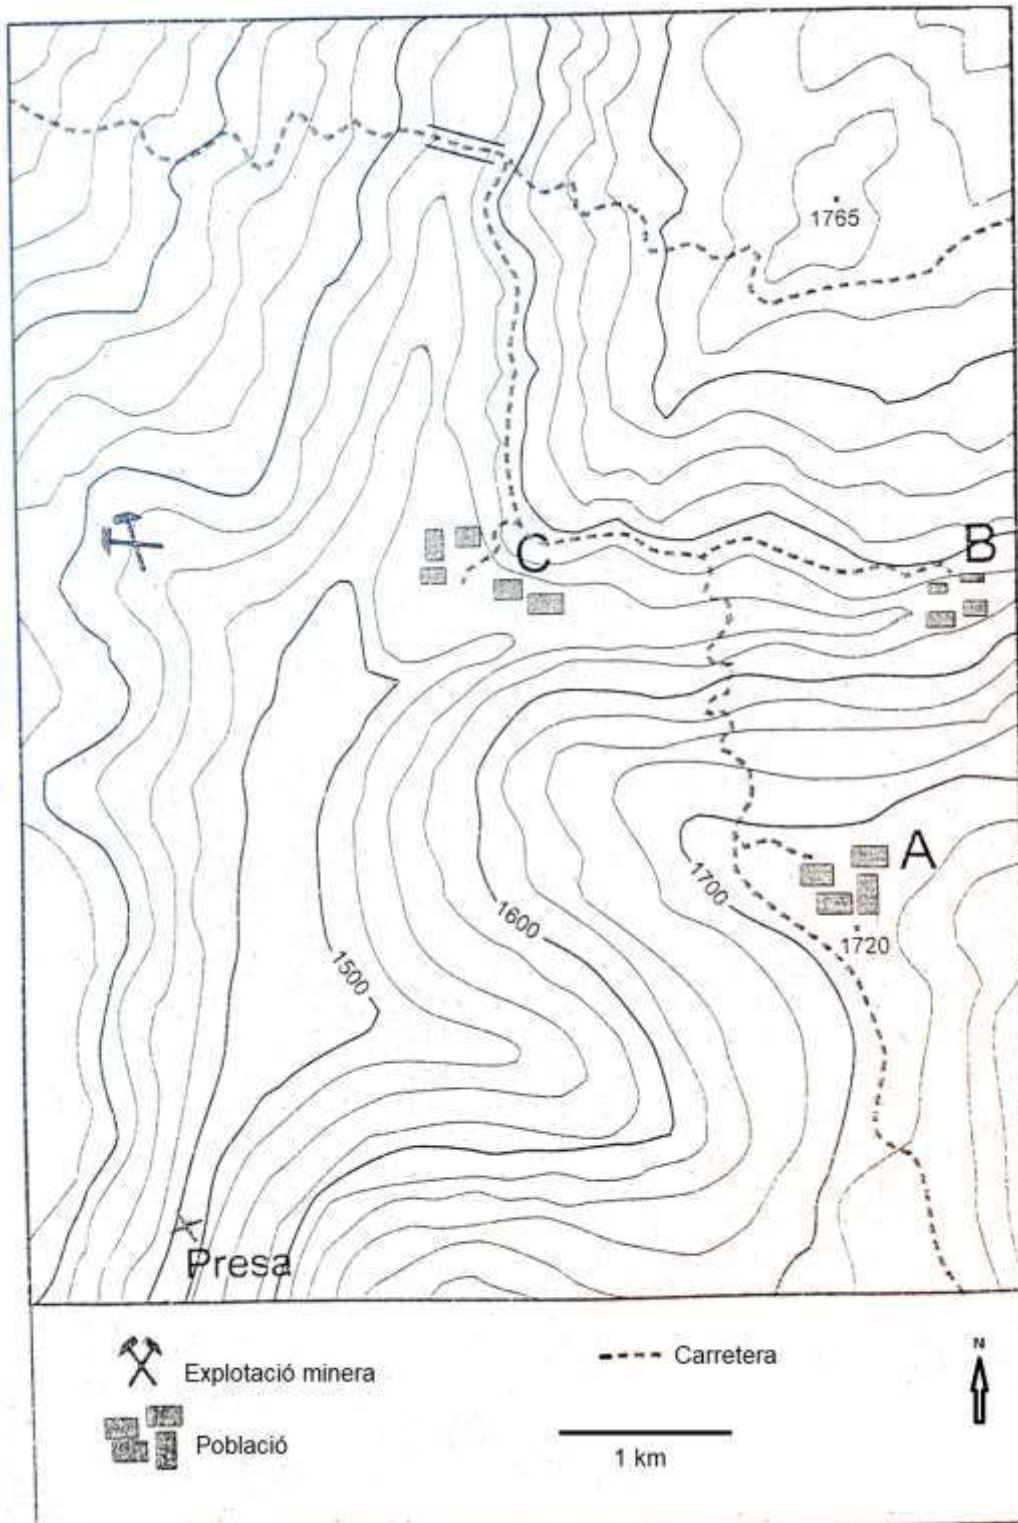 1765
C
B
A
1700
1600
1720
1500
Presa
Explotació minera
Carretera
N
Població
1 km